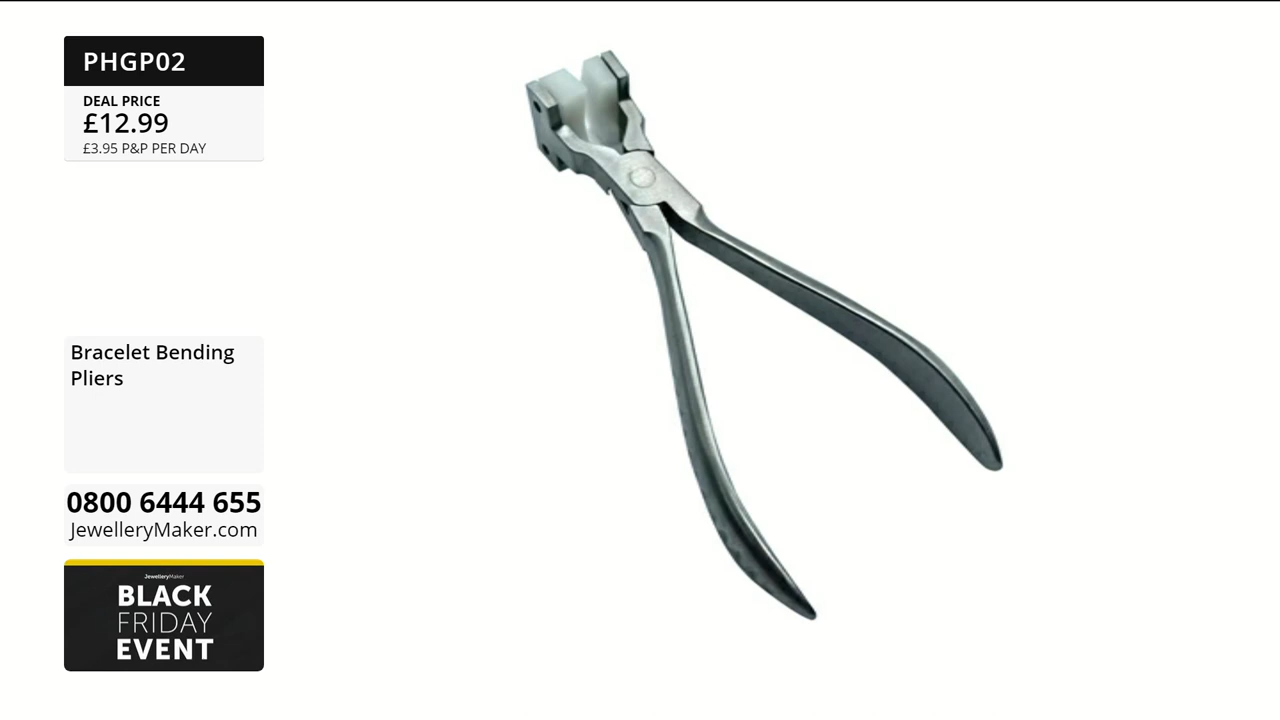 PHGP02
DEAL PRICE
£12.99
£3.95 P&P PER DAY
Bracelet Bending
Pliers
0800 6444 655
JewelleryMaker.com
JewelleryMaker
BLACK
FRIDAY
EVENT